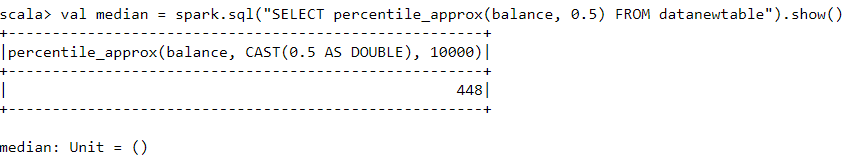 scala> val median = spark.sql("SELECT percentile_approx(balance, 0.5) FROM datanewtable").show()
+--------------------------------------------------+
|percentile_approx(balance, CAST(0.5 AS DOUBLE), 10000)|
+--------------------------------------------------+
|                                               448|
+--------------------------------------------------+
median: Unit = ()